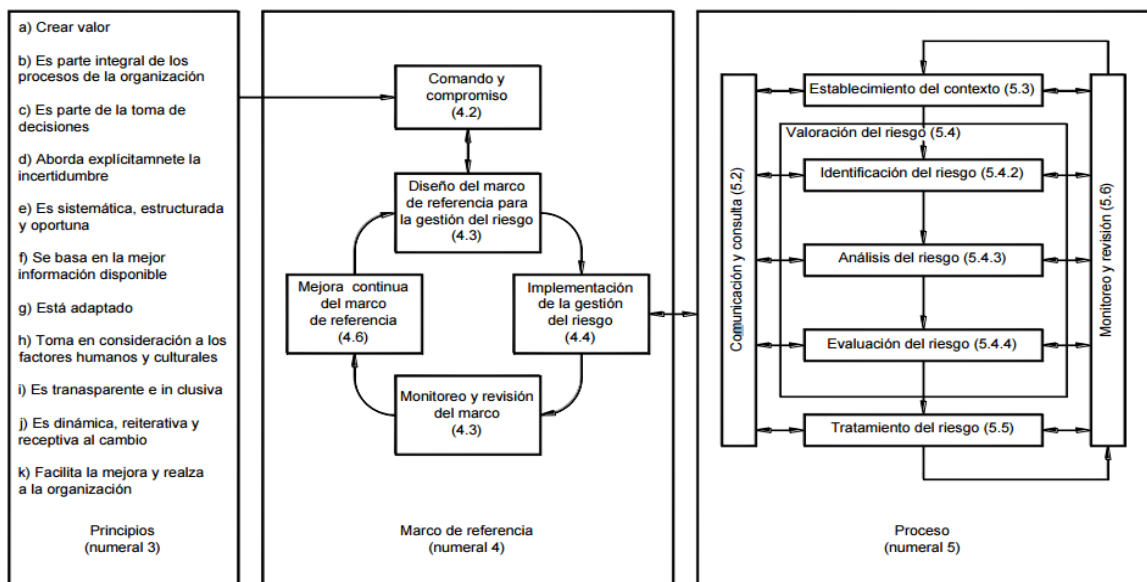 a) Crear valor
b) Es parte integral de los
procesos de la organización
c) Es parte de la toma de
decisiones
d) Aborda explícitamnete la
incertidumbre
e) Es sistemática, estructurada
y oportuna
f) Se basa en la mejor
información disponible
g) Está adaptado
h) Toma en consideración a los
factores humanos y culturales
i) Es transparente e in clusiva
j) Es dinámica, reiterativa y
receptiva al cambio
k) Facilita la mejora y realza
a la organización
Principios
(numeral 3)
Comando y
compromiso
(4.2)
Diseño del marco
de referencia para
la gestión del riesgo
(4.3)
Mejora continua
del marco
de referencia
(4.6)
Implementación
de la gestión
del riesgo
(4.4)
Monitoreo y revisión
del marco
(4.3)
Marco de referencia
(numeral 4)
Comunicación y consulta (5.2)
Establecimiento del contexto (5.3)
Valoración del riesgo (5.4)
Identificación del riesgo (5.4.2)
Análisis del riesgo (5.4.3)
Evaluación del riesgo (5.4.4)
Tratamiento del riesgo (5.5)
Monitoreo y revisión (5.6)
Proceso
(numeral 5)